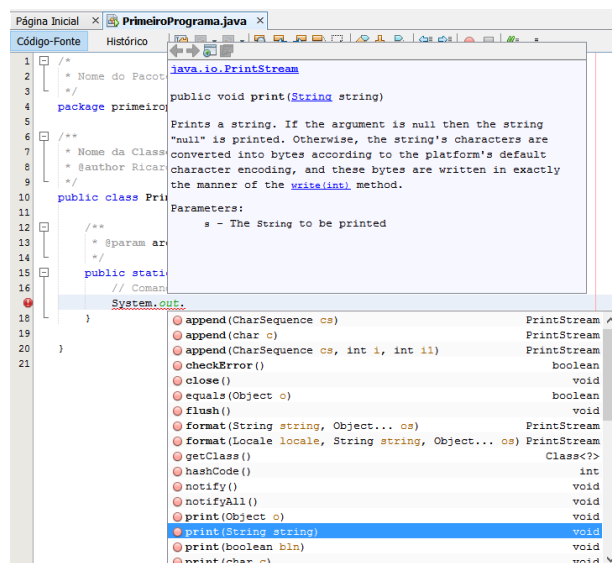 Página Inicial
PrimeiroPrograma.java
Código-Fonte Histórico
1 /*
2 * Nome do Pacot
3 */
4 package primeirop
5
6 /**
7 * Nome da Class
8 * @author Ricar
9 */
10 public class Pri
11
12 /**
13 * @param ar
14 */
15 public stati
16 // Coman
System.out.
18 }
19
20 }
21
java.io.PrintStream
public void print(String string)
Prints a string. If the argument is null then the string
"null" is printed. Otherwise, the string's characters are
converted into bytes according to the platform's default
character encoding, and these bytes are written in exactly
the manner of the write(int) method.
Parameters:
s - The String to be printed
append(CharSequence cs) PrintStream
append(char c) PrintStream
append(CharSequence cs, int i, int i1) PrintStream
checkError() boolean
close() void
equals(Object o) boolean
flush() void
format(String string, Object... os) PrintStream
format(Locale locale, String string, Object... os) PrintStream
getClass() Class<?>
hashCode() int
notify() void
notifyAll() void
print(Object o) void
print(String string) void
print(boolean bln) void
print(char c) void